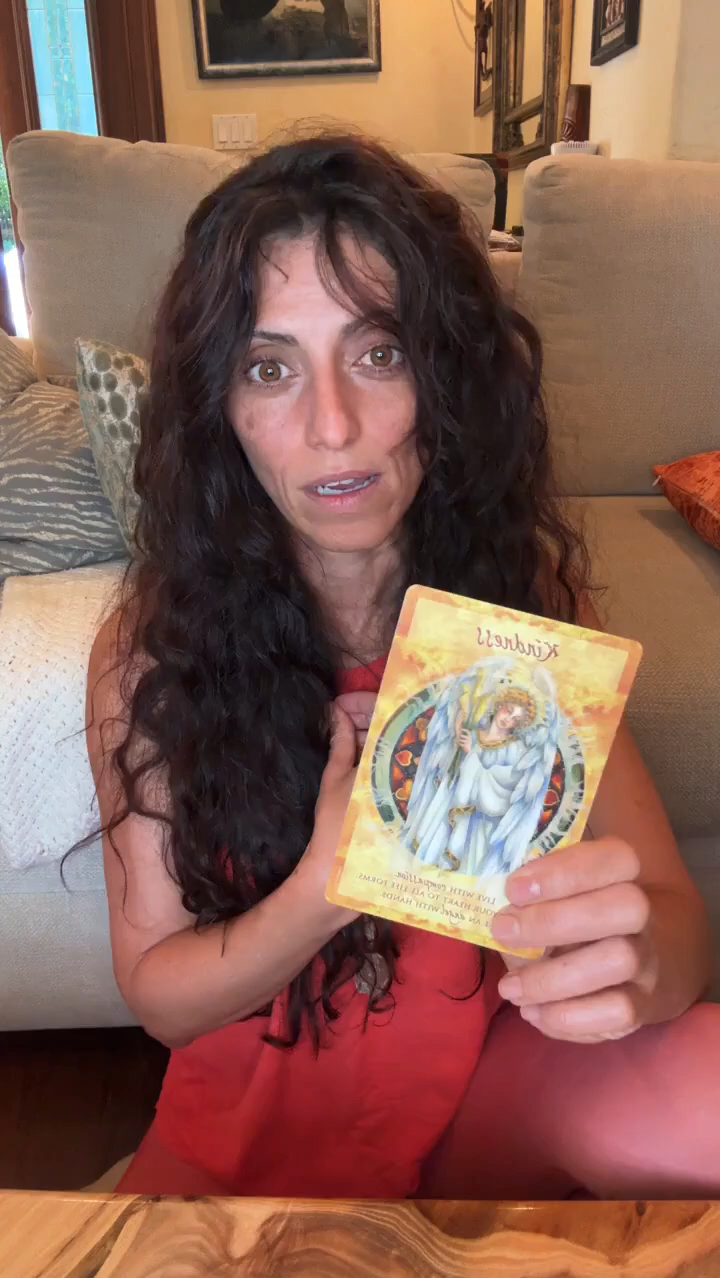 Kindness
LIVE WITH compassion.
YOUR HEART TO ALL LIFE FORMS
AN angel WITH HANDS